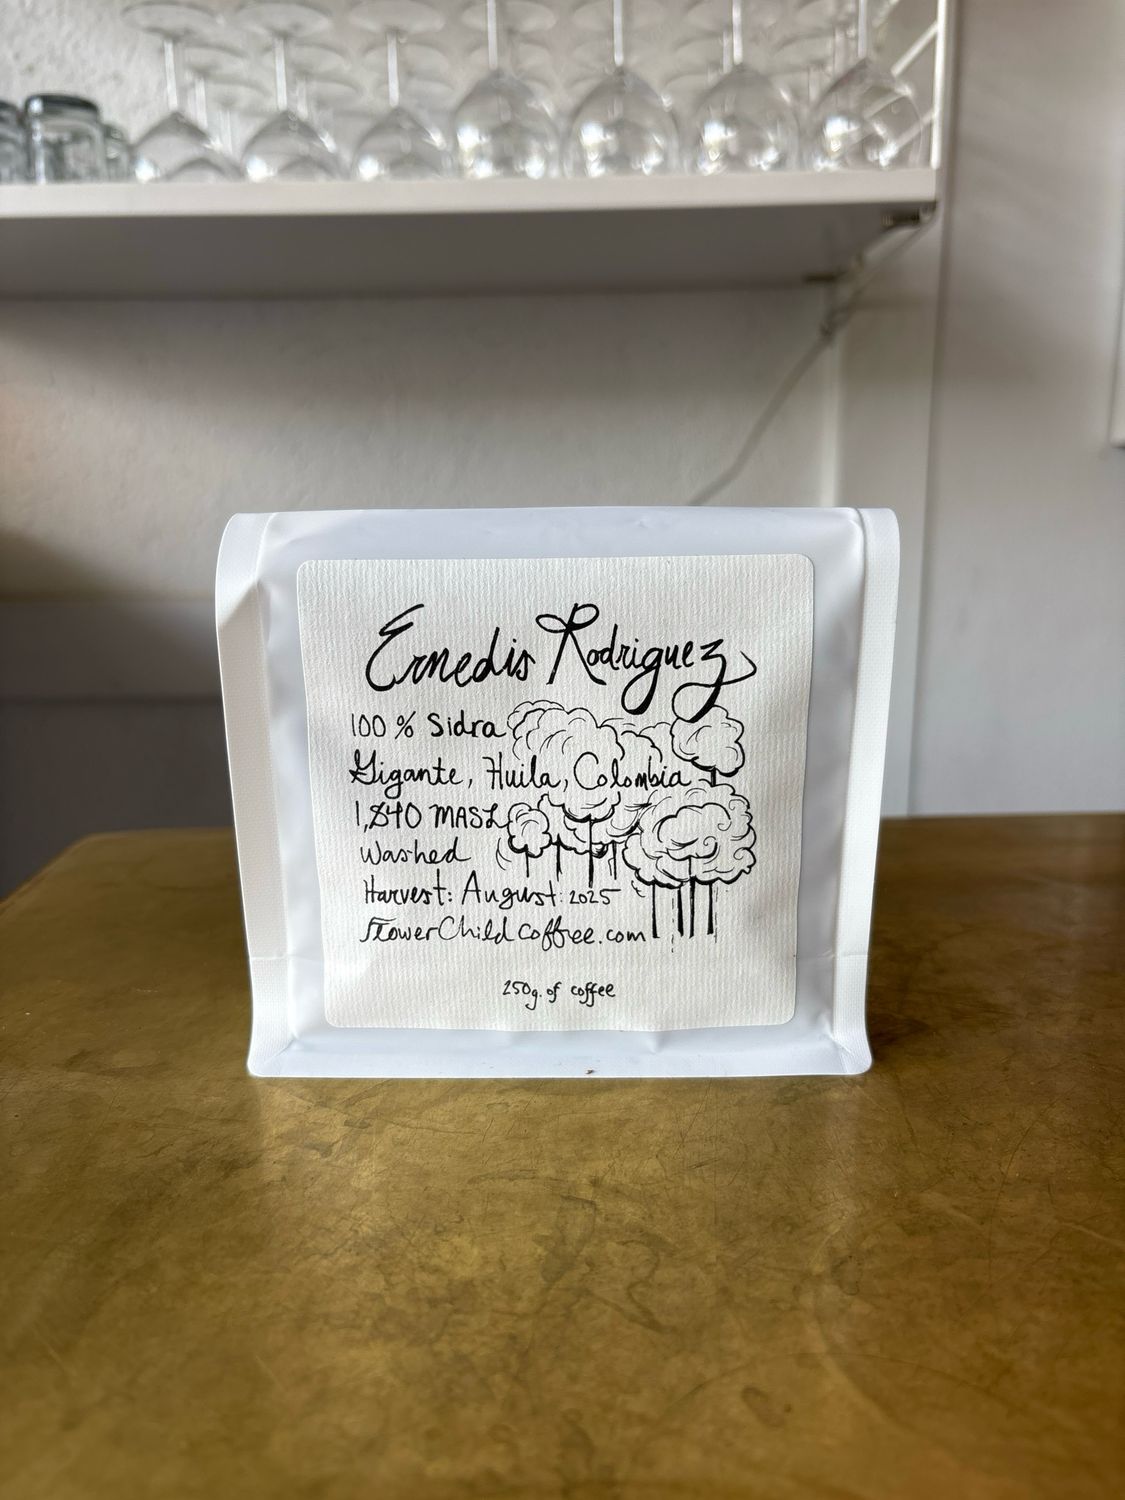 Ernedis Rodriguez
100 % Sidra
Gigante, Huila, Colombia
1,840 MASL
Washed
Harvest: August: 2025
FlowerChildCoffee.com
250g. of coffee